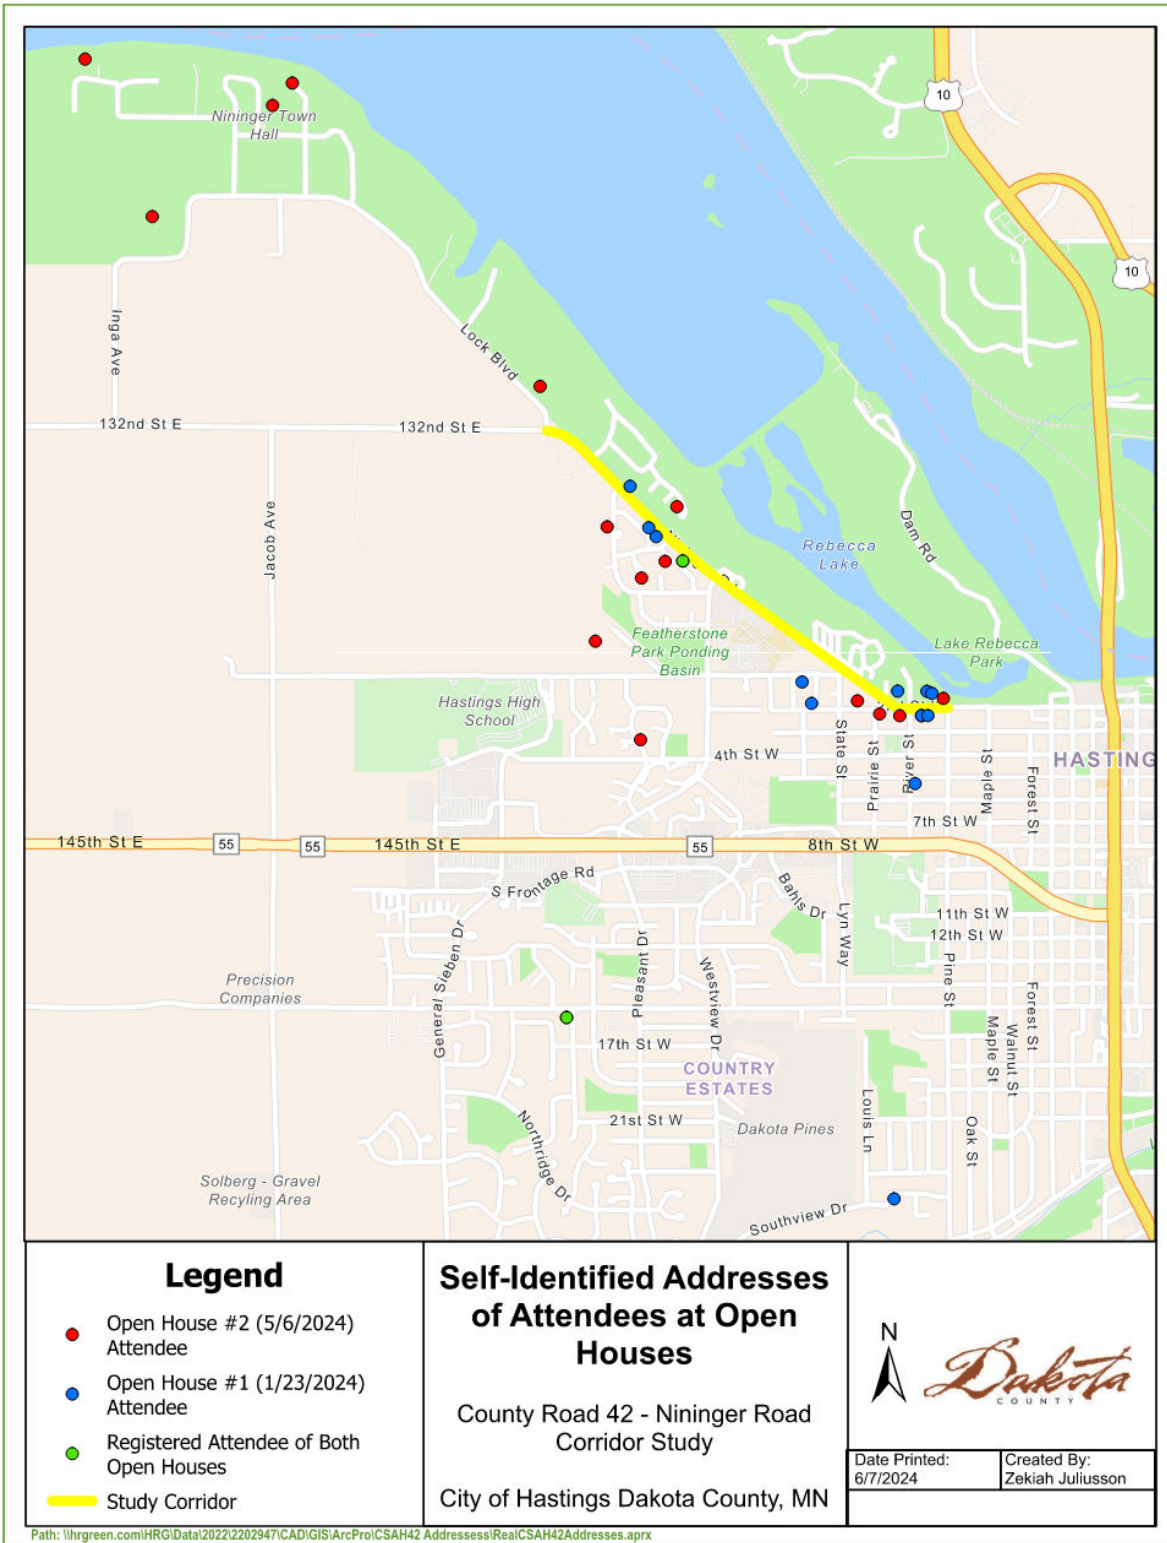 10
Nininger Town
Hall
10
Inga Ave
Lock Blvd
132nd St E
132nd St E
Jacob Ave
Dam Rd
Rebecca
Lake
Featherstone
Park Ponding
Basin
Lake Rebecca
Park
Hastings High
School
State St
Prairie St
River St
4th St W
Maple St
Forest St
HASTING
7th St W
145th St E
55
55
145th St E
55
8th St W
S Frontage Rd
Bahls Dr
Lyn Way
11th St W
12th St W
General Sieben Dr
Pleasant Dr
Westview Dr
Pine St
Precision
Companies
Forest St
Maple St
Walnut St
17th St W
COUNTRY
ESTATES
Louis Ln
Northridge Dr
21st St W
Dakota Pines
Oak St
Solberg - Gravel
Recyling Area
Southview Dr
Legend
Open House #2 (5/6/2024)
Attendee
Open House #1 (1/23/2024)
Attendee
Registered Attendee of Both
Open Houses
Study Corridor
Self-Identified Addresses
of Attendees at Open
Houses
County Road 42 - Nininger Road
Corridor Study
City of Hastings Dakota County, MN
N
Dakota
COUNTY
Date Printed:
6/7/2024
Created By:
Zekiah Juliusson
Path: \\hrgreen.com\HRG\Data\2022\2202947\CAD\GIS\ArcPro\CSAH42 Addressess\RealCSAH42Addresses.aprx